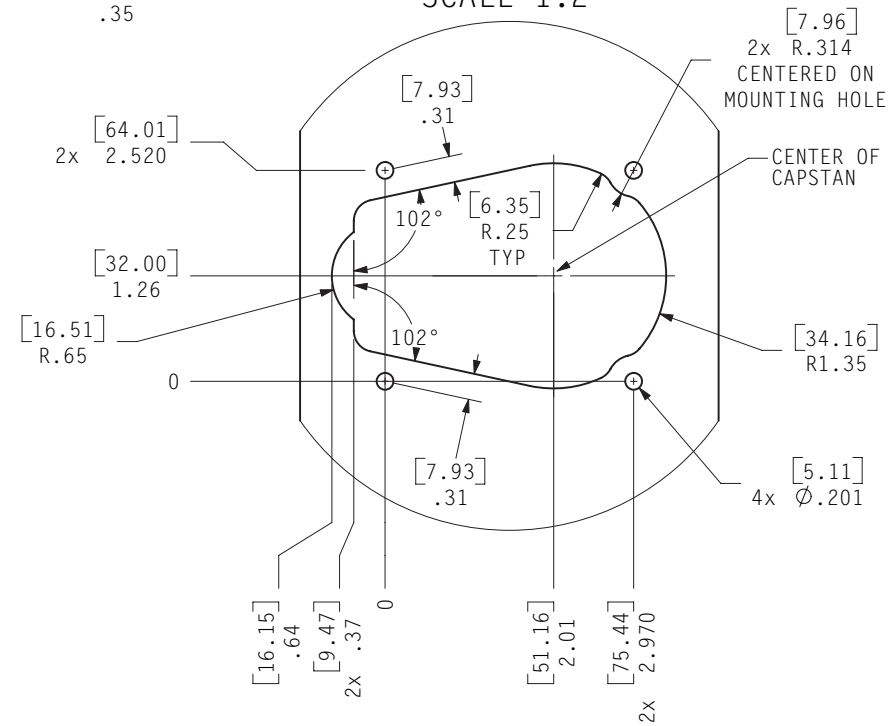 .35
SCALE 1:2
[7.96]
2x R.314
CENTERED ON
MOUNTING HOLE
[7.93]
.31
[64.01]
2x 2.520
CENTER OF
CAPSTAN
[6.35]
R.25
TYP
102°
[32.00]
1.26
[16.51]
R.65
102°
[34.16]
R1.35
0
[7.93]
.31
[5.11]
4x Ø.201
[16.15]
.64
[9.47]
2x .37
0
[51.16]
2.01
[75.44]
2x 2.970